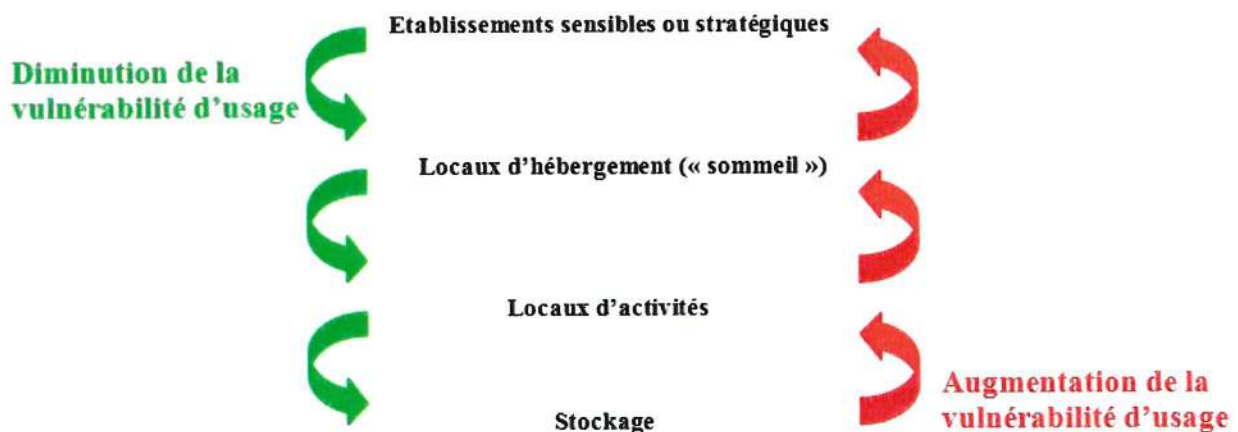 Etablissements sensibles ou stratégiques
Diminution de la
vulnérabilité d'usage
Locaux d'hébergement (« sommeil »)
Locaux d'activités
Augmentation de la
vulnérabilité d'usage
Stockage